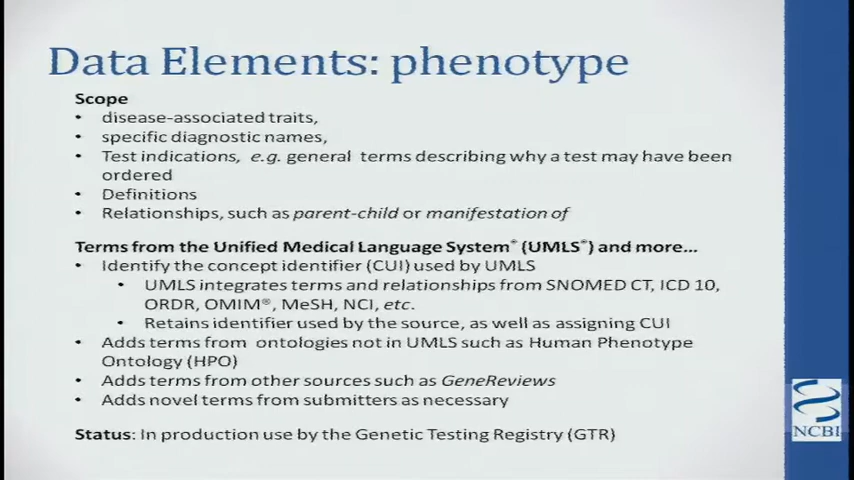 Data Elements: phenotype
Scope
• disease-associated traits,
• specific diagnostic names,
• Test indications, e.g. general terms describing why a test may have been
ordered
• Definitions
• Relationships, such as parent-child or manifestation of
Terms from the Unified Medical Language System® (UMLS®) and more…
• Identify the concept identifier (CUI) used by UMLS
• UMLS integrates terms and relationships from SNOMED CT, ICD 10,
ORDR, OMIM®, MeSH, NCI, etc.
• Retains identifier used by the source, as well as assigning CUI
• Adds terms from ontologies not in UMLS such as Human Phenotype
Ontology (HPO)
• Adds terms from other sources such as GeneReviews
• Adds novel terms from submitters as necessary
Status: In production use by the Genetic Testing Registry (GTR)
NCBI